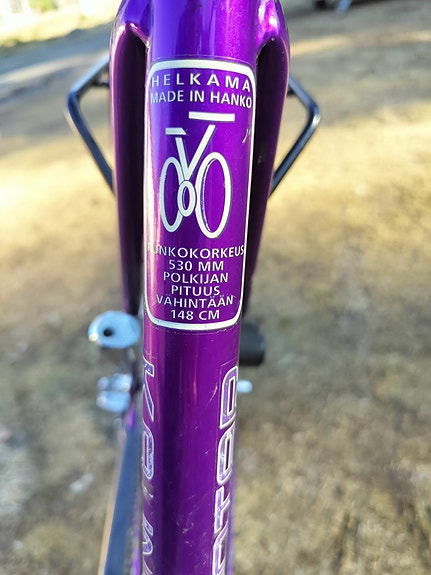 HELKAMA
MADE IN HANKO
RUNKOKORKEUS
530 MM
POLKIJAN
PITUUS
VÄHINTÄÄN
148 CM